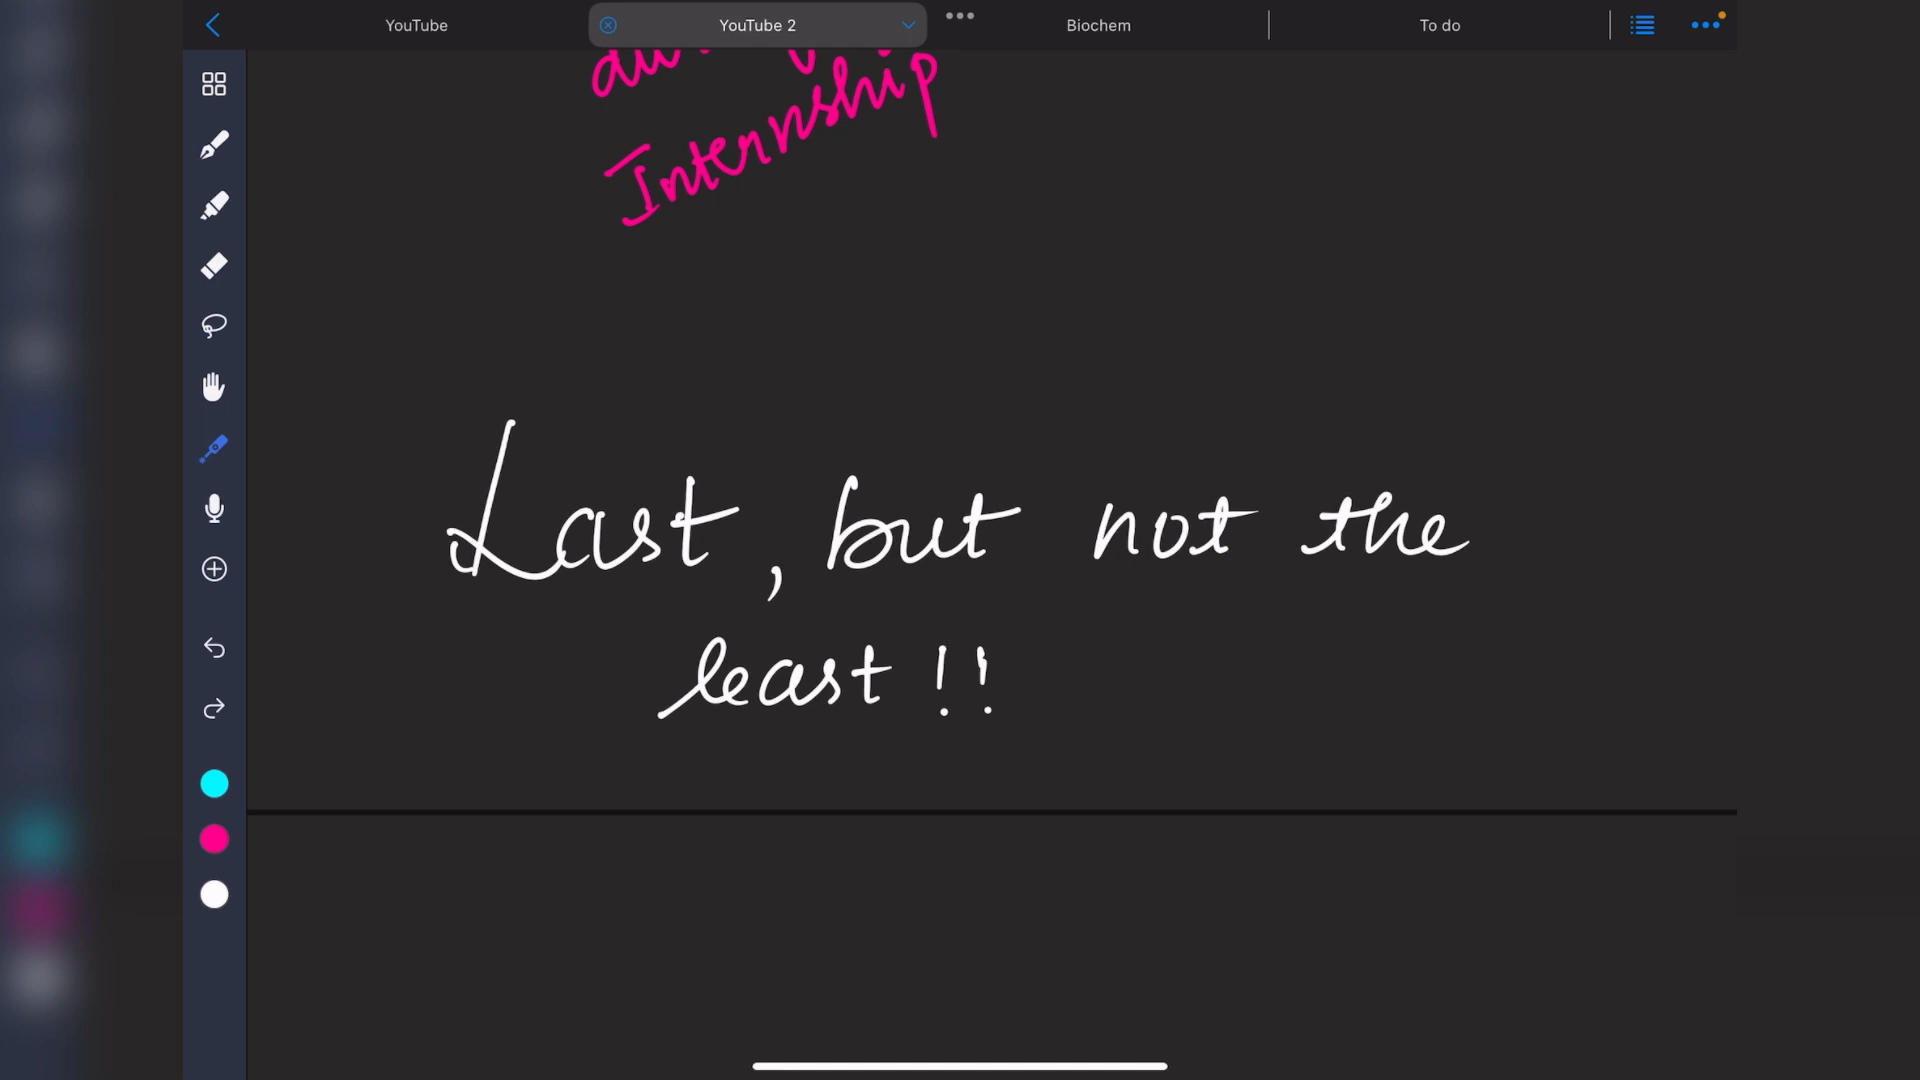 YouTube YouTube 2 Biochem To do
Internship
Last, but not the
least !!